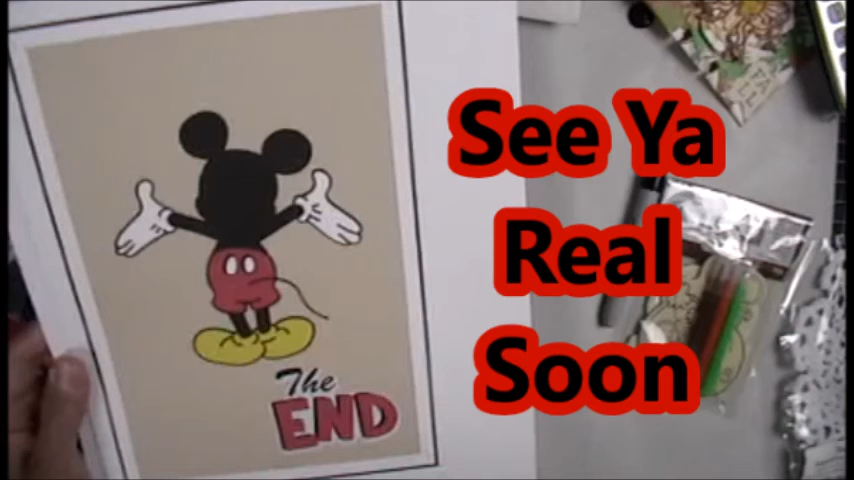 See Ya
Real
Soon
The
END